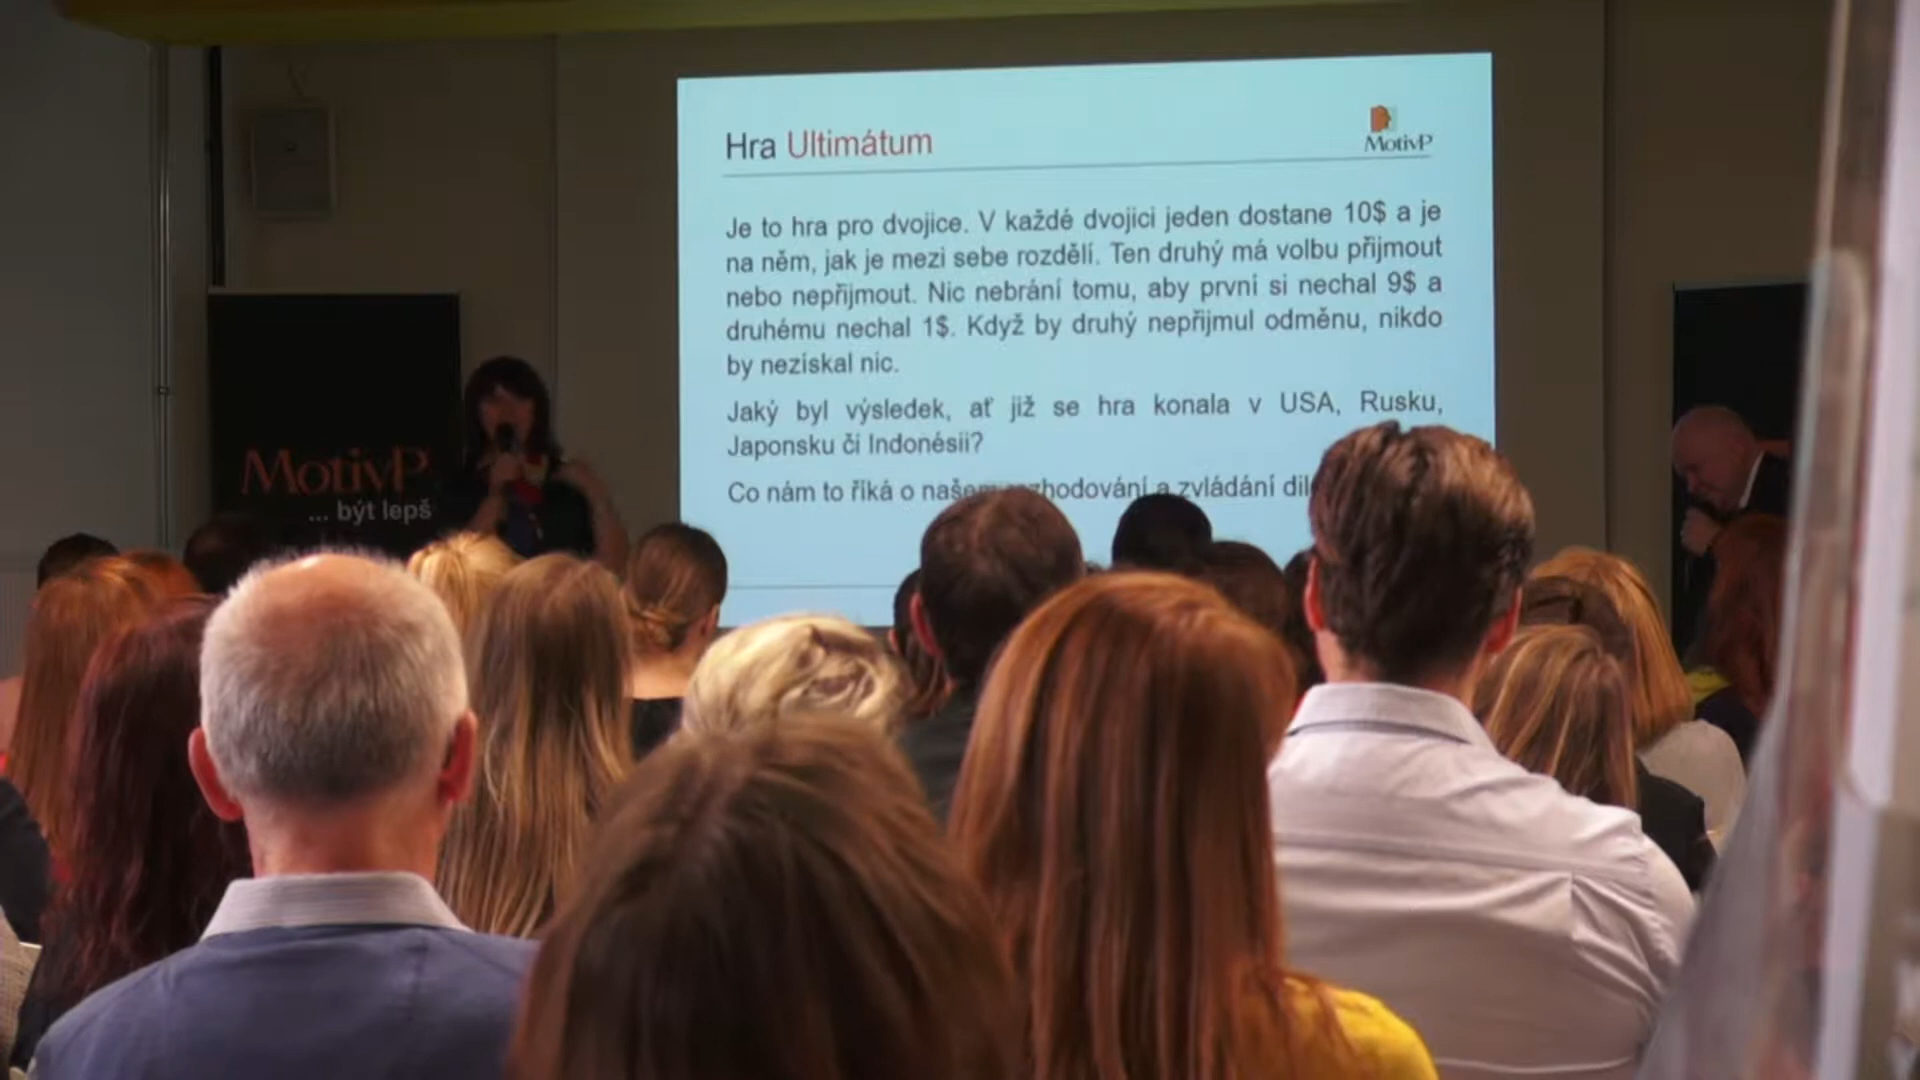 Hra Ultimátum
MotivP
Je to hra pro dvojice. V každé dvojici jeden dostane 10$ a je
na něm, jak je mezi sebe rozdělí. Ten druhý má volbu přijmout
nebo nepřijmout. Nic nebrání tomu, aby první si nechal 9$ a
druhému nechal 1$. Když by druhý nepřijmul odměnu, nikdo
by nezískal nic.
Jaký byl výsledek, ať již se hra konala v USA, Rusku,
Japonsku či Indonésii?
Co nám to říká o a zvládání
MotivP
... být lepš